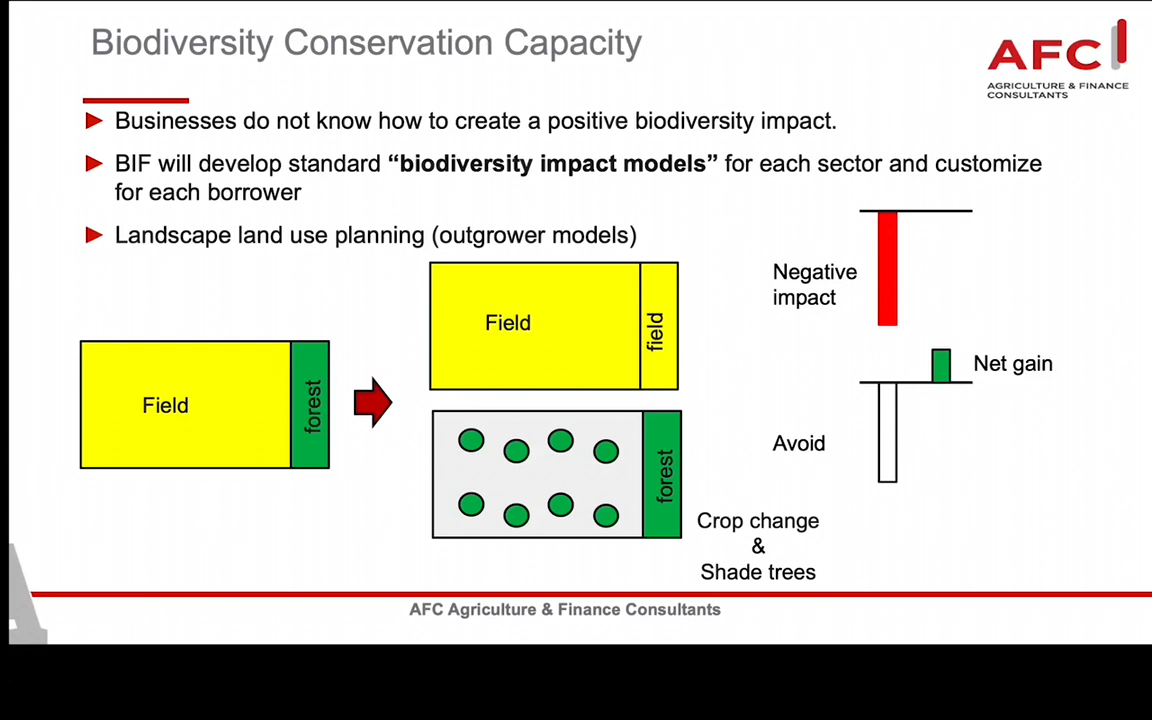 Biodiversity Conservation Capacity
AFC
AGRICULTURE & FINANCE
CONSULTANTS
Businesses do not know how to create a positive biodiversity impact.
BIF will develop standard “biodiversity impact models” for each sector and customize
for each borrower
Landscape land use planning (outgrower models)
Field
forest
Field
field
forest
Crop change
&
Shade trees
Negative
impact
Net gain
Avoid
AFC Agriculture & Finance Consultants